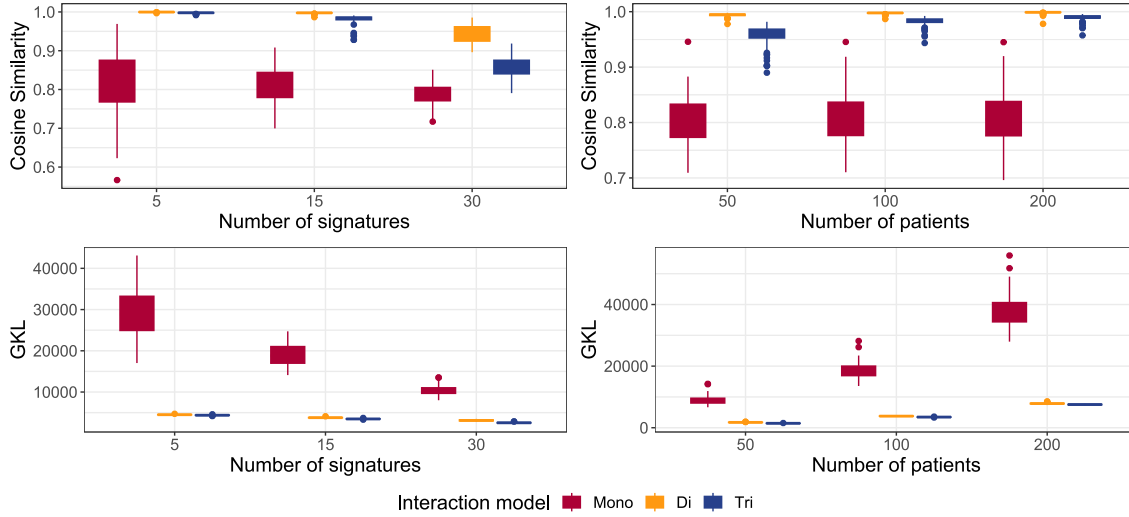 Cosine Similarity
1.0
0.9
0.8
0.7
0.6
5 15 30
Number of signatures
Cosine Similarity
1.0
0.9
0.8
0.7
50 100 200
Number of patients
GKL
40000
30000
20000
10000
5 15 30
Number of signatures
GKL
40000
20000
0
50 100 200
Number of patients
Interaction model Mono Di Tri